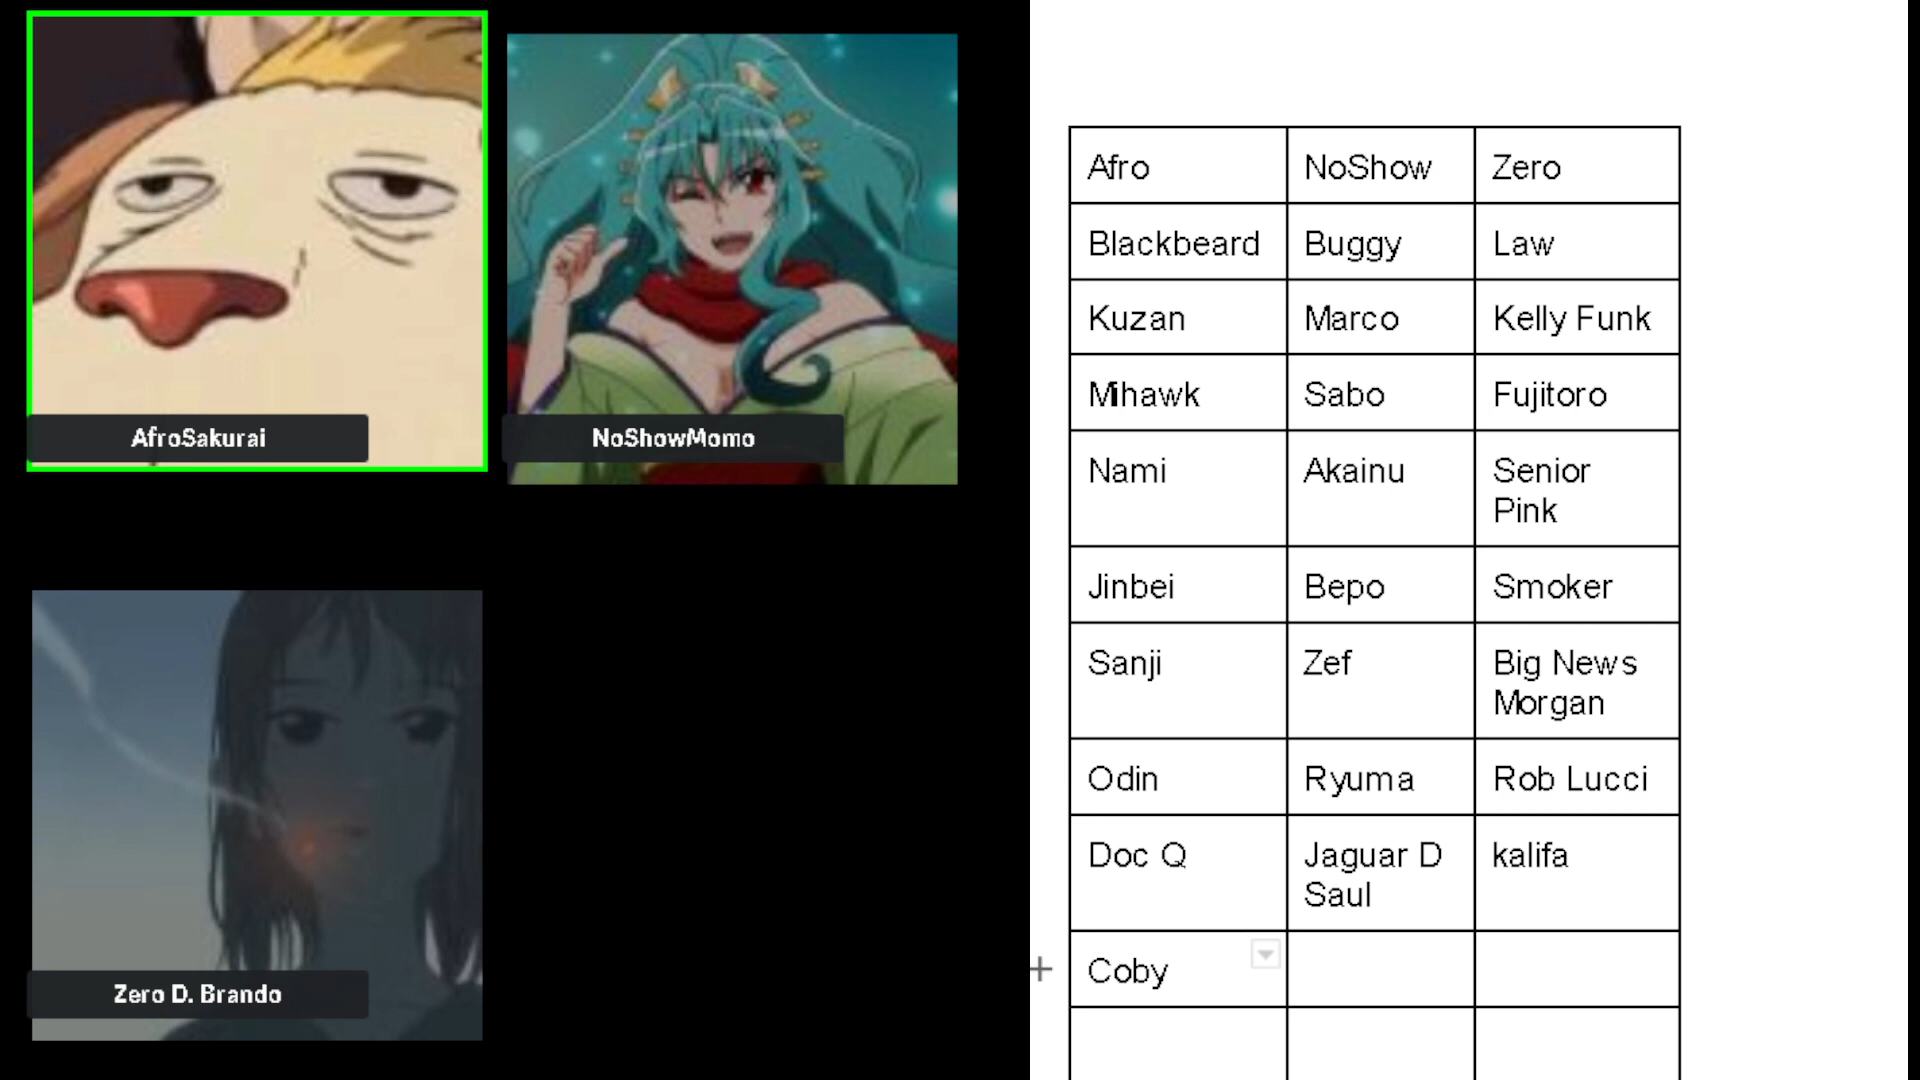 AfroSakurai
NoShowMomo
Zero D. Brando
Afro NoShow Zero
Blackbeard Buggy Law
Kuzan Marco Kelly Funk
Mihawk Sabo Fujitoro
Nami Akainu Senior
Pink
Jinbei Bepo Smoker
Sanji Zef Big News
Morgan
Odin Ryuma Rob Lucci
Doc Q Jaguar D kalifa
Saul
Coby